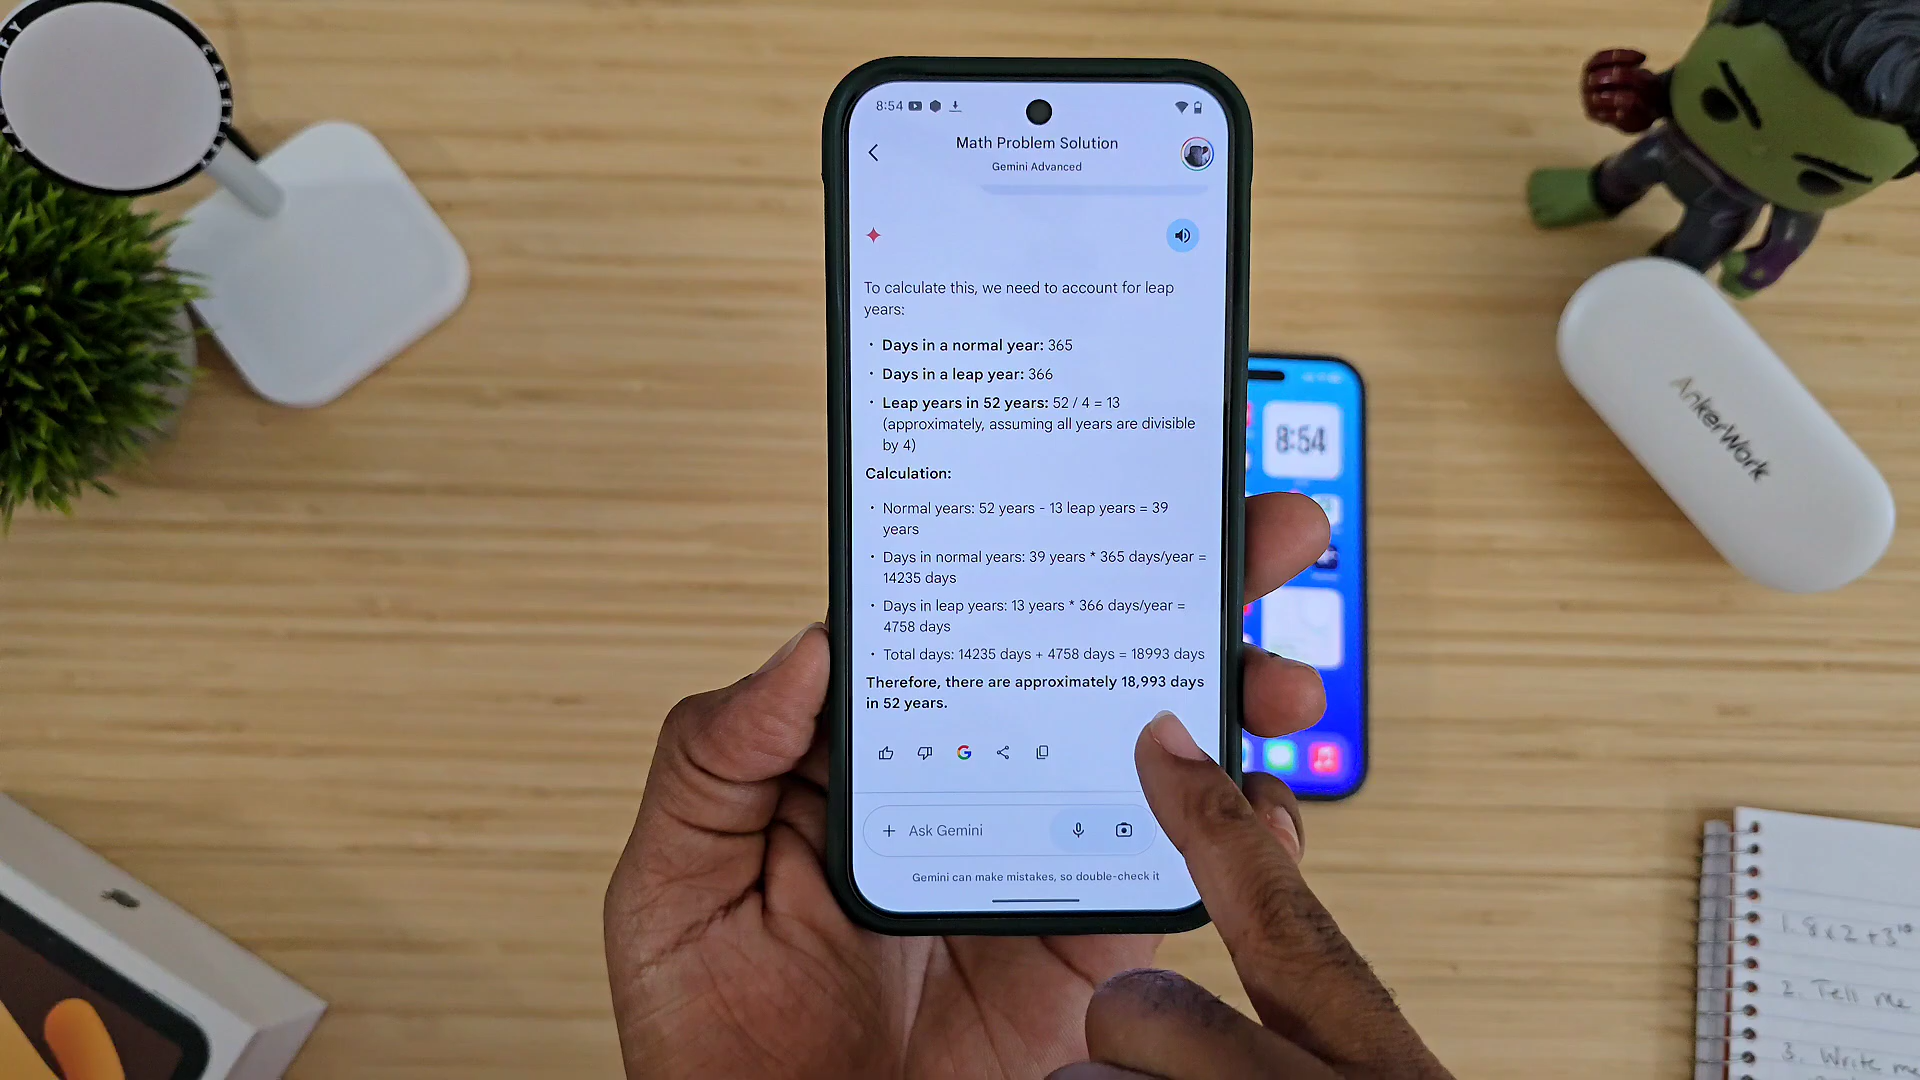 8:54
Math Problem Solution
Gemini Advanced
To calculate this, we need to account for leap
years:
• Days in a normal year: 365
• Days in a leap year: 366
• Leap years in 52 years: 52 / 4 = 13
(approximately, assuming all years are divisible
by 4)
Calculation:
• Normal years: 52 years - 13 leap years = 39
years
• Days in normal years: 39 years * 365 days/year =
14235 days
• Days in leap years: 13 years * 366 days/year =
4758 days
• Total days: 14235 days + 4758 days = 18993 days
Therefore, there are approximately 18,993 days
in 52 years.
Ask Gemini
Gemini can make mistakes, so double-check it
8:54
AnkerWork
1. 8x2+3¹⁰
2. Tell me
3. Write me